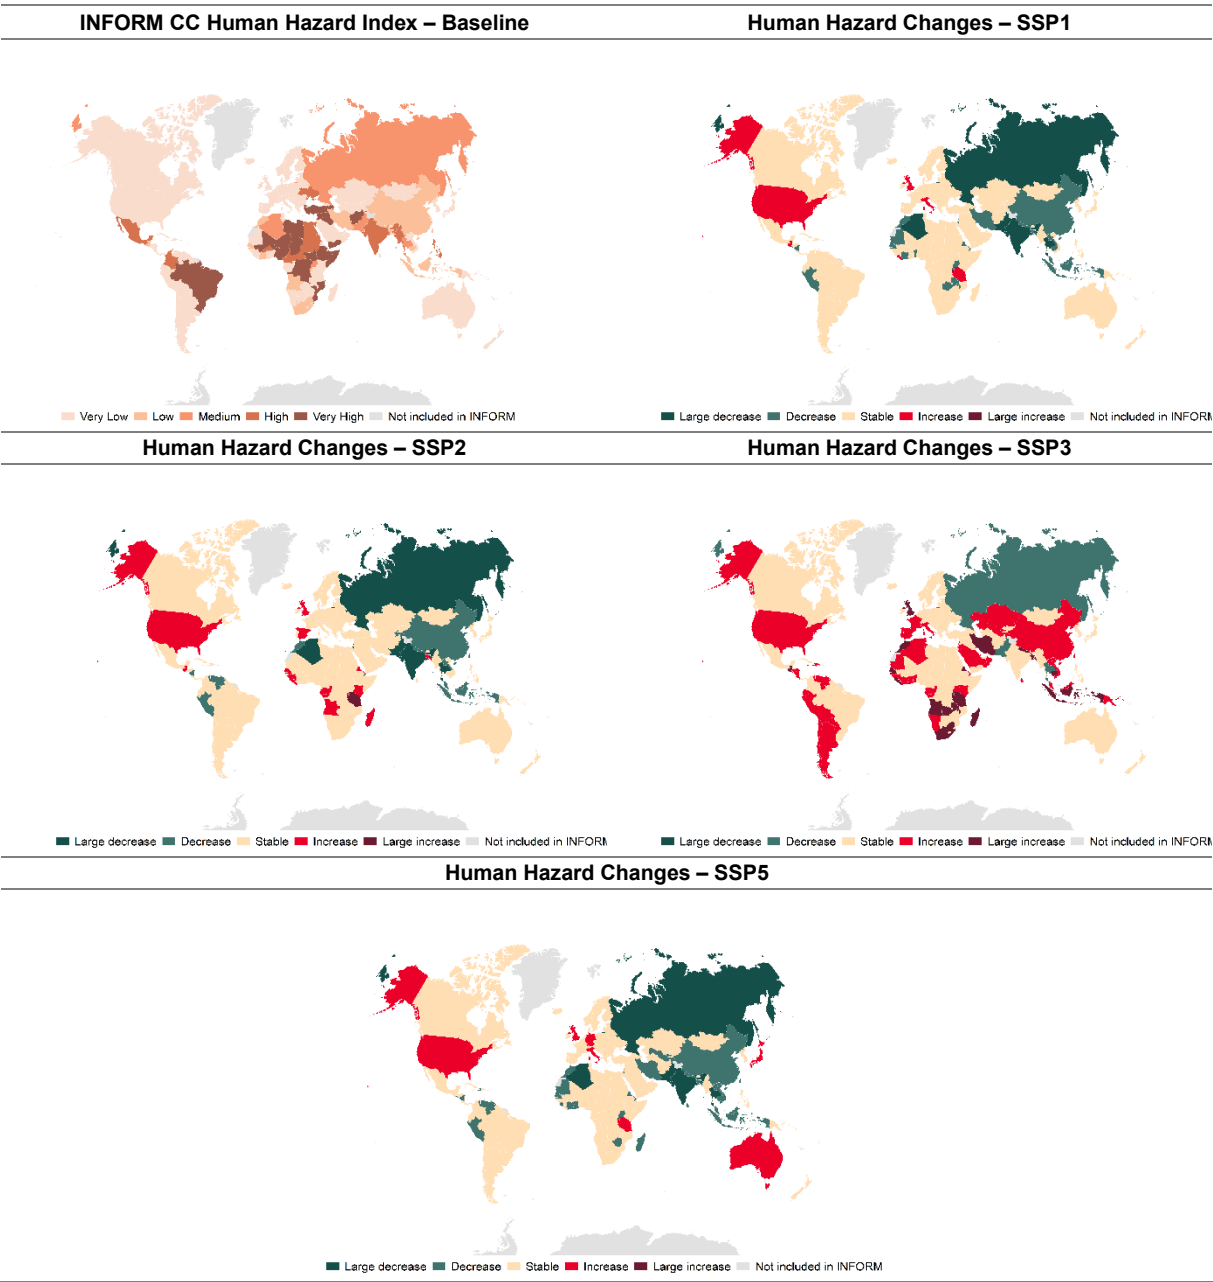 INFORM CC Human Hazard Index – Baseline
Human Hazard Changes – SSP1
Very Low Low Medium High Very High Not included in INFORM
Large decrease Decrease Stable Increase Large increase Not included in INFORM
Human Hazard Changes – SSP2
Human Hazard Changes – SSP3
Large decrease Decrease Stable Increase Large increase Not included in INFORM
Large decrease Decrease Stable Increase Large increase Not included in INFORM
Human Hazard Changes – SSP5
Large decrease Decrease Stable Increase Large increase Not included in INFORM